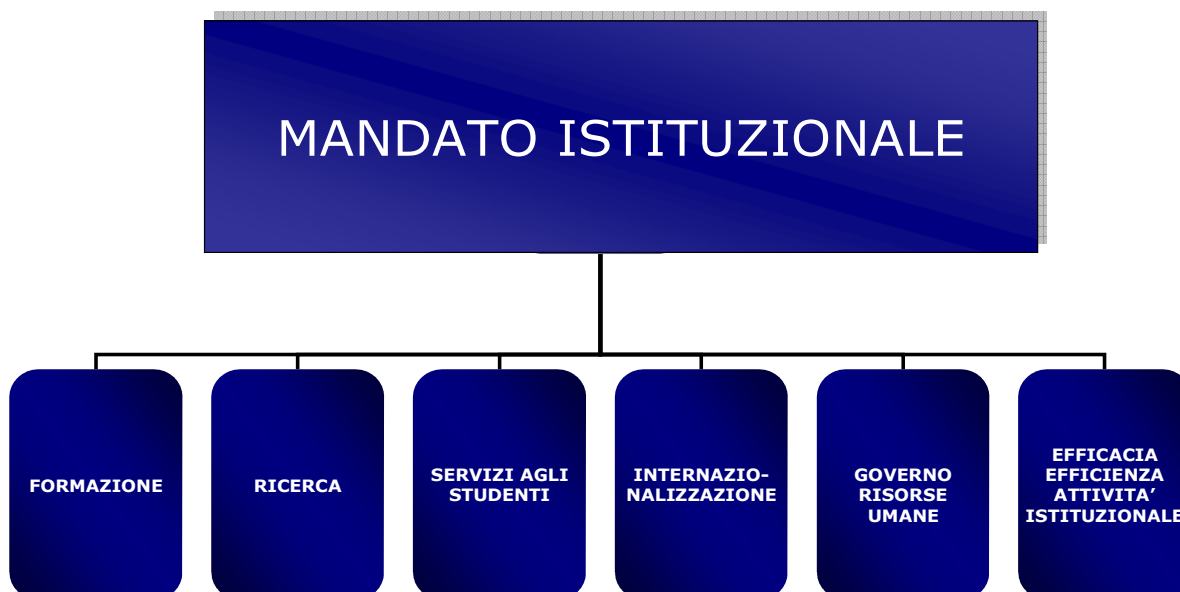 MANDATO ISTITUZIONALE
FORMAZIONE
RICERCA
SERVIZI AGLI
STUDENTI
INTERNAZIO-
NALIZZAZIONE
GOVERNO
RISORSE
UMANE
EFFICACIA
EFFICIENZA
ATTIVITA’
ISTITUZIONALE